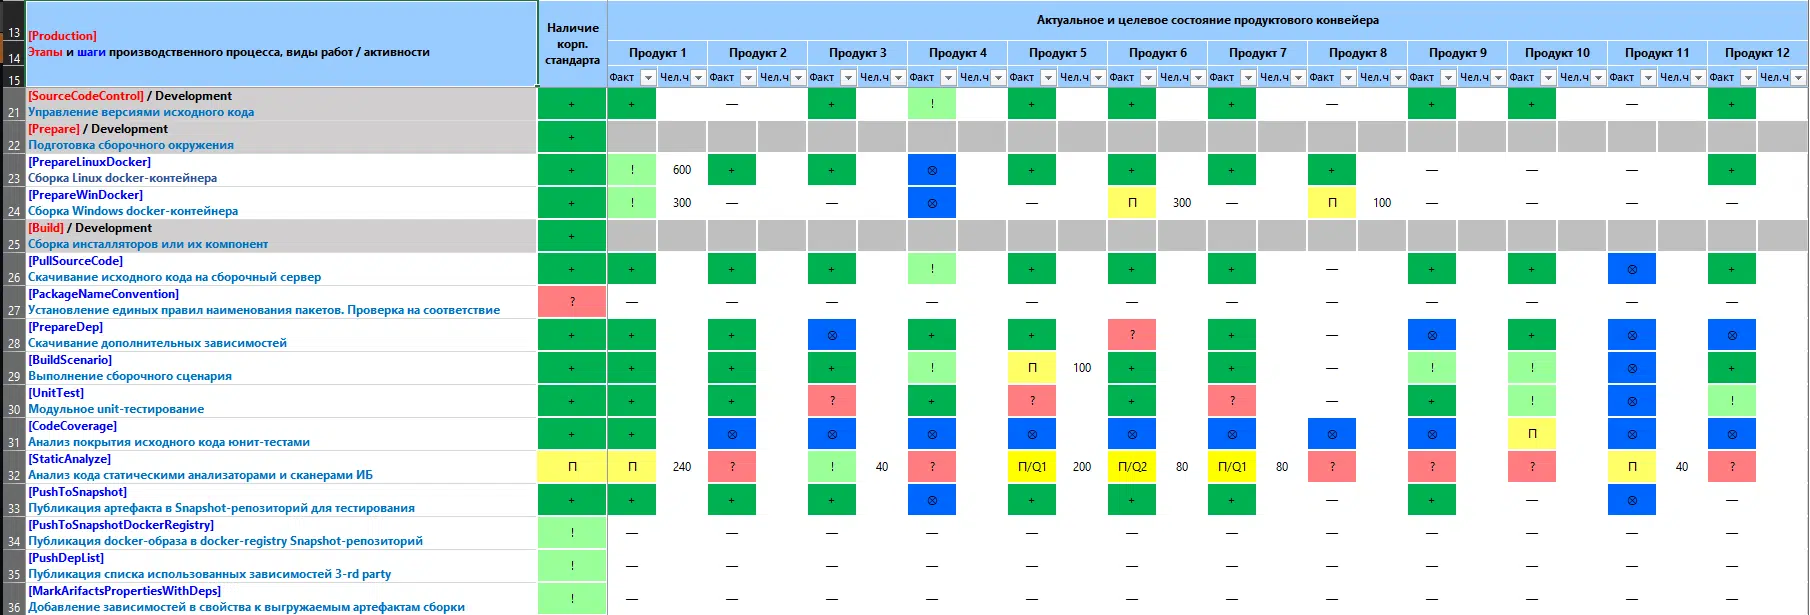 Актуальное и целевое состояние продуктового конвейера
13 [Production] Наличие
14 Этапы и шаги производственного процесса, виды работ / активности корп. Продукт 1 Продукт 2 Продукт 3 Продукт 4 Продукт 5 Продукт 6 Продукт 7 Продукт 8 Продукт 9 Продукт 10 Продукт 11 Продукт 12
15 стандарта Факт Чел.ч Факт Чел.ч Факт Чел.ч Факт Чел.ч Факт Чел.ч Факт Чел.ч Факт Чел.ч Факт Чел.ч Факт Чел.ч Факт Чел.ч Факт Чел.ч Факт Чел.ч
[SourceCodeControl] / Development + + — + ! + + + — + + — +
21 Управление версиями исходного кода
[Prepare] / Development +
22 Подготовка сборочного окружения
[PrepareLinuxDocker] + ! 600 + + ⊗ + + + + — — — +
23 Сборка Linux docker-контейнера
[PrepareWinDocker] + ! 300 — — ⊗ — П 300 — П 100 — — — —
24 Сборка Windows docker-контейнера
[Build] / Development +
25 Сборка инсталляторов или их компонент
[PullSourceCode] + + + + ! + + + — + + ⊗ +
26 Скачивание исходного кода на сборочный сервер
[PackageNameConvention] ? — — — — — — — — — — — —
27 Установление единых правил наименования пакетов. Проверка на соответствие
[PrepareDep] + + + ⊗ + + ? + — ⊗ + ⊗ ⊗
28 Скачивание дополнительных зависимостей
[BuildScenario] + + + + ! П 100 + + — ! ! ⊗ +
29 Выполнение сборочного сценария
[UnitTest] + + + ? + ? + ? — + ! ⊗ !
30 Модульное unit-тестирование
[CodeCoverage] + + ⊗ ⊗ ⊗ ⊗ ⊗ ⊗ ⊗ ⊗ П ⊗ ⊗
31 Анализ покрытия исходного кода юнит-тестами
[StaticAnalyze] П П 240 ? ! 40 ? П/Q1 200 П/Q2 80 П/Q1 80 ? ? ? П 40 ?
32 Анализ кода статическими анализаторами и сканерами ИБ
[PushToSnapshot] + + + + ⊗ + + + — + — ⊗ —
33 Публикация артефакта в Snapshot-репозиторий для тестирования
[PushToSnapshotDockerRegistry] ! — — — — — — — — — — — —
34 Публикация docker-образа в docker-registry Snapshot-репозиторий
[PushDepList] ! — — — — — — — — — — — —
35 Публикация списка использованных зависимостей 3-rd party
[MarkArifactsPropertiesWithDeps] ! — — — — — — — — — — — —
36 Добавление зависимостей в свойства к выгружаемым артефактам сборки